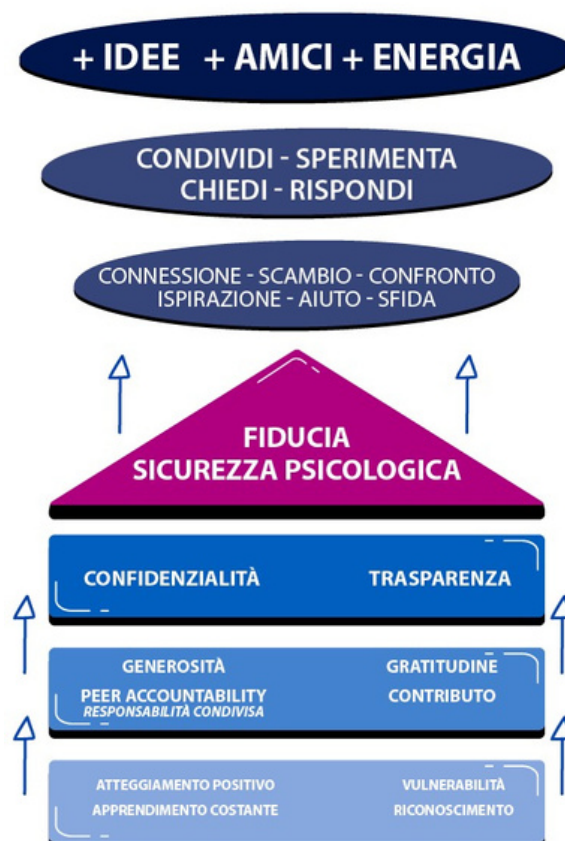 + IDEE + AMICI + ENERGIA
CONDIVIDI - SPERIMENTA
CHIEDI - RISPONDI
CONNESSIONE - SCAMBIO - CONFRONTO
ISPIRAZIONE - AIUTO - SFIDA
FIDUCIA
SICUREZZA PSICOLOGICA
CONFIDENZIALITÀ TRASPARENZA
GENEROSITÀ GRATITUDINE
PEER ACCOUNTABILITY CONTRIBUTO
RESPONSABILITÀ CONDIVISA
ATTEGGIAMENTO POSITIVO VULNERABILITÀ
APPRENDIMENTO COSTANTE RICONOSCIMENTO